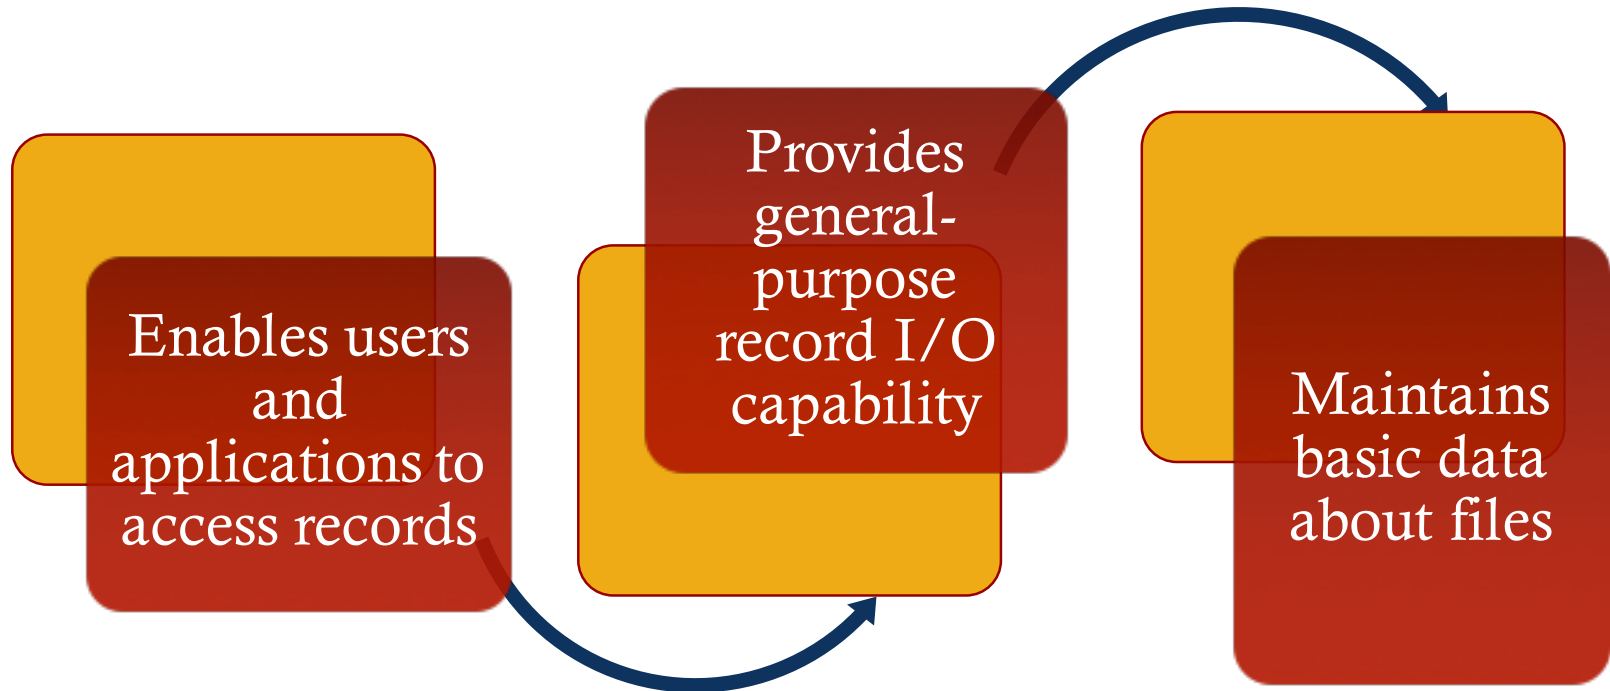 Enables users
and
applications to
access records
Provides
general-
purpose
record I/O
capability
Maintains
basic data
about files